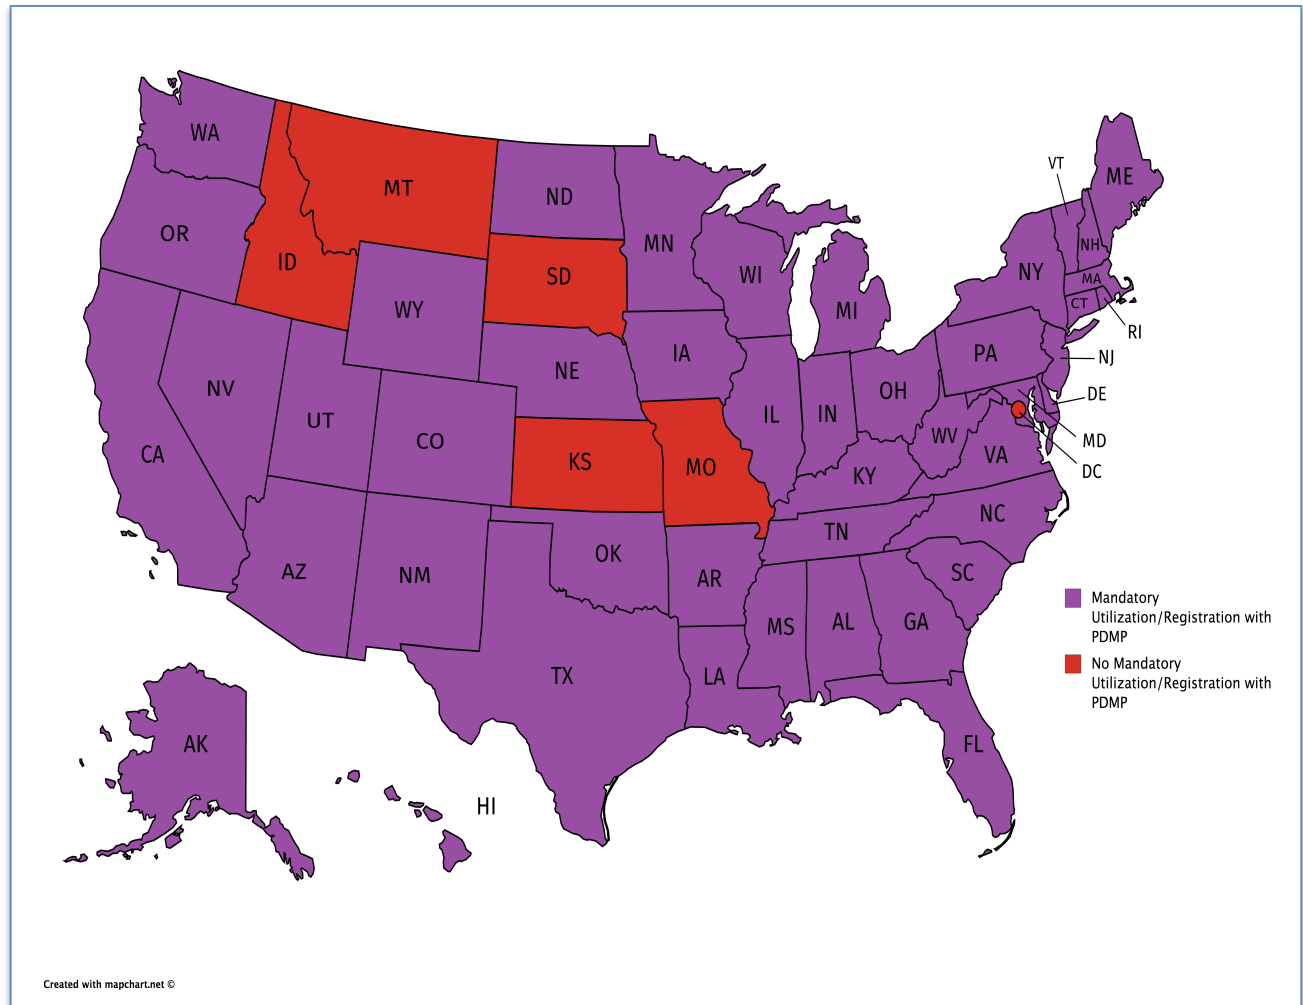 WA
MT
ND
MN
VT
ME
OR
ID
SD
WI
NY
NH
MA
CT
RI
WY
MI
IA
PA
NJ
NV
NE
OH
DE
UT
CO
IL
IN
WV
MD
CA
KS
MO
KY
VA
DC
NC
TN
AZ
NM
OK
AR
SC
MS
AL
GA
TX
LA
AK
HI
FL
Mandatory
Utilization/Registration with
PDMP
No Mandatory
Utilization/Registration with
PDMP
Created with mapchart.net ©